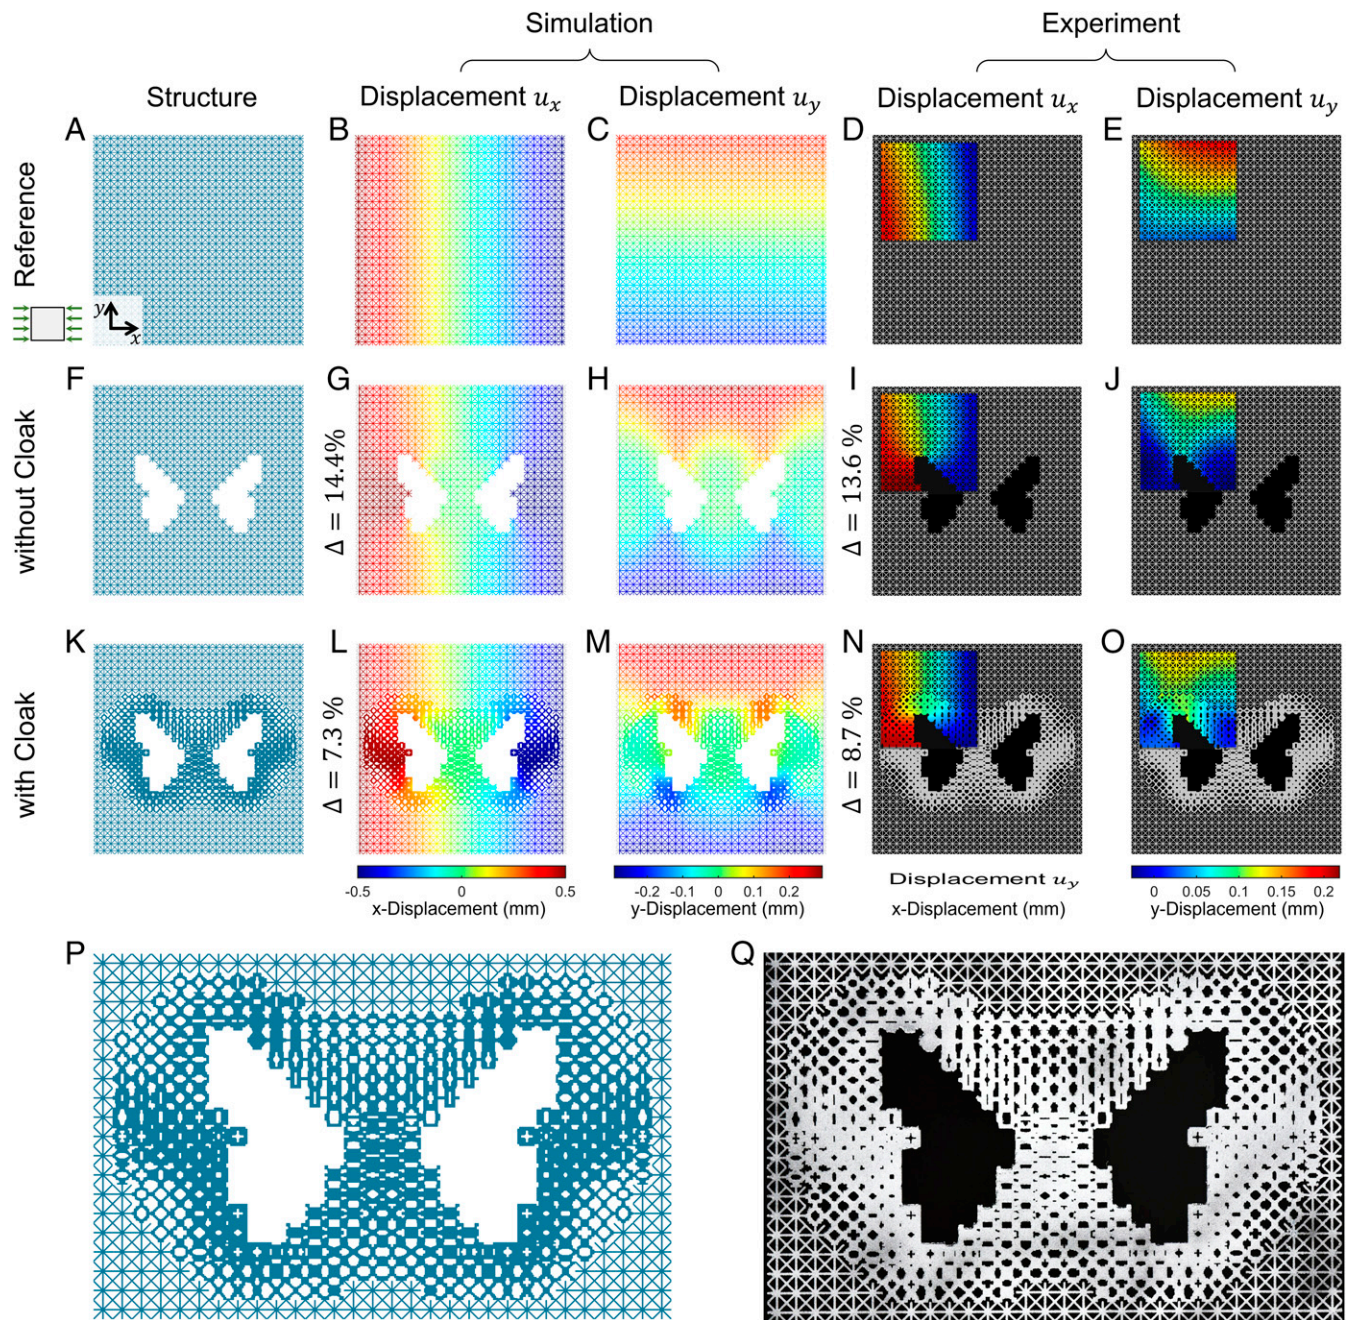 Simulation Experiment
Structure Displacement uₓ Displacement u_y Displacement uₓ Displacement u_y
A B C D E
Reference
y
x
F G H I J
without Cloak
Δ = 14.4%
Δ = 13.6 %
K L M N O
with Cloak
Δ = 7.3 %
Δ = 8.7 %
-0.5 0 0.5 -0.2 -0.1 0 0.1 0.2 Displacement u_y 0 0.05 0.1 0.15 0.2
x-Displacement (mm) y-Displacement (mm) x-Displacement (mm) y-Displacement (mm)
P Q